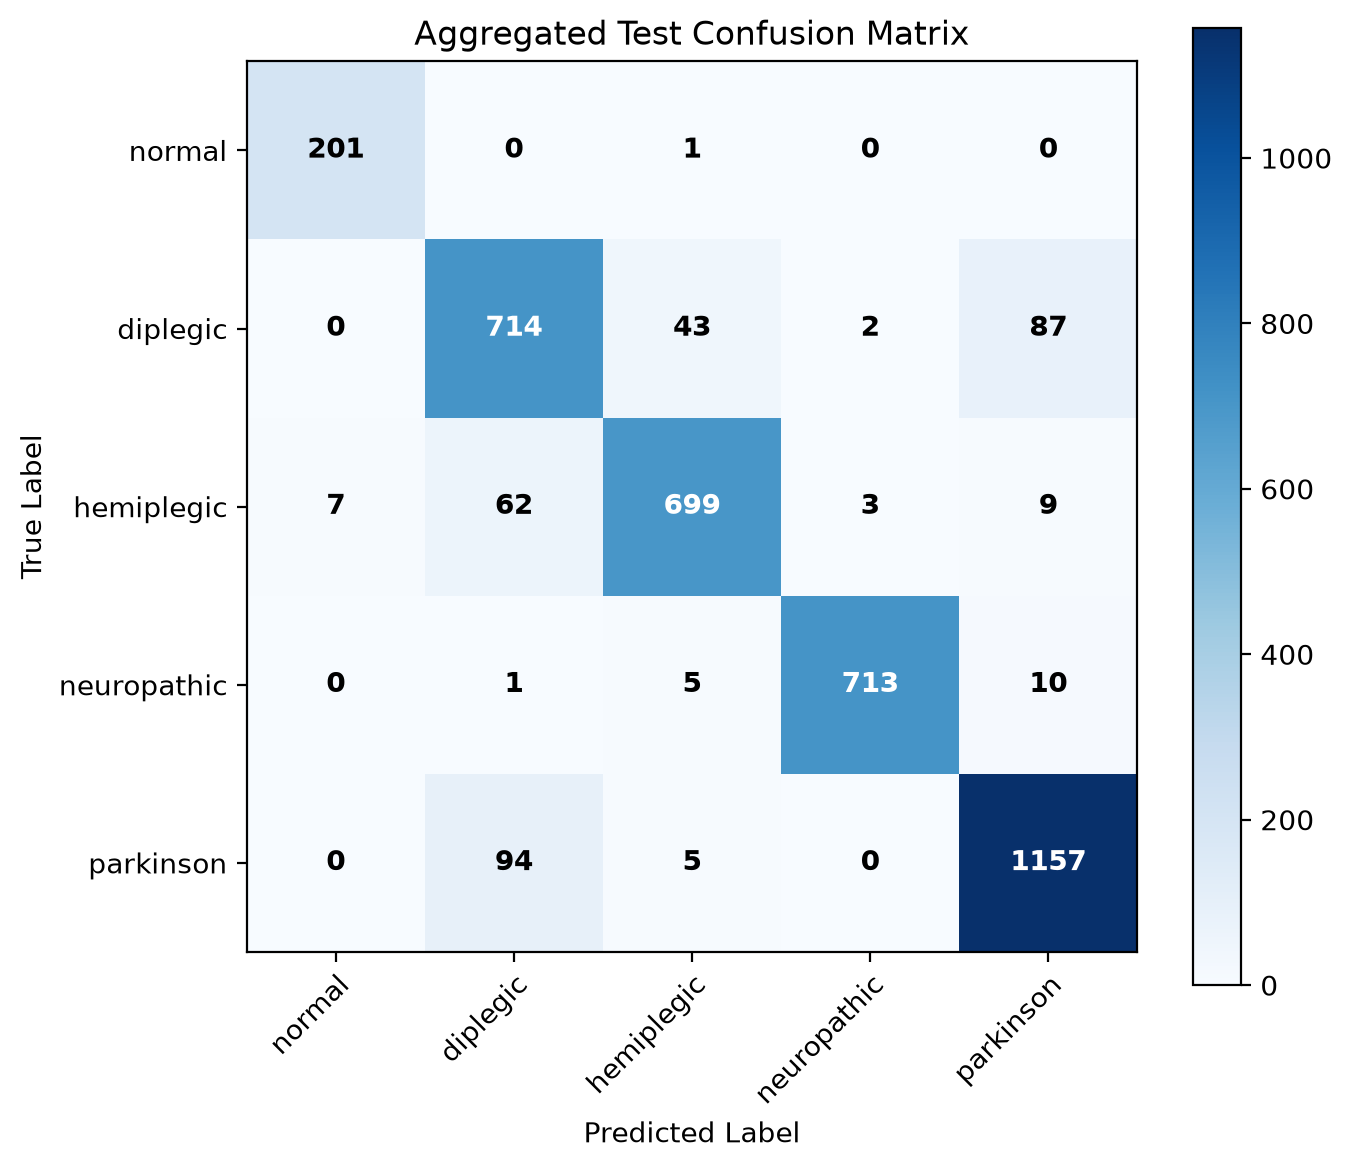 Aggregated Test Confusion Matrix
normal 201 0 1 0 0
diplegic 0 714 43 2 87
hemiplegic 7 62 699 3 9
neuropathic 0 1 5 713 10
parkinson 0 94 5 0 1157
True Label
normal diplegic hemiplegic neuropathic parkinson
Predicted Label
1000
800
600
400
200
0